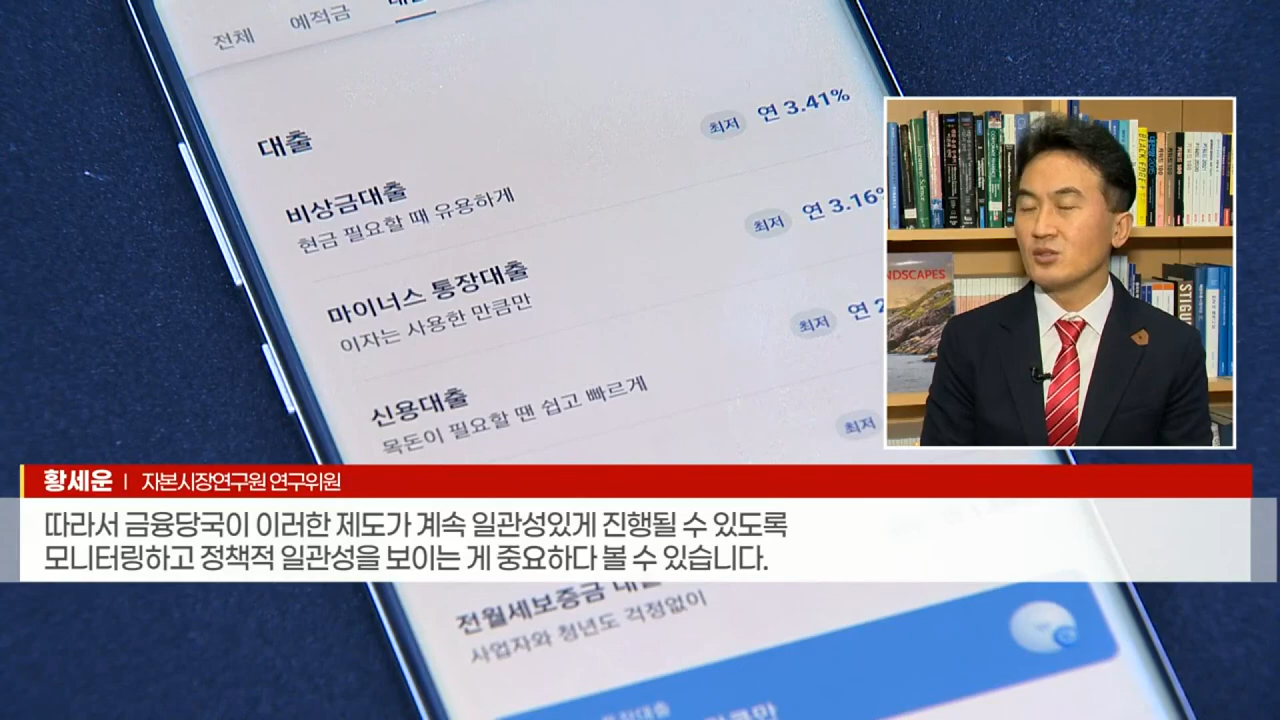 전체 예적금
대출
최저 연 3.41%
비상금대출
현금 필요할 때 유용하게
최저 연 3.16%
마이너스 통장대출
이자는 사용한 만큼만
최저 연 2
신용대출
목돈이 필요할 땐 쉽고 빠르게
최저
NDSCAPES
BLACK EDGE
STIGL
황세운 | 자본시장연구원 연구위원
따라서 금융당국이 이러한 제도가 계속 일관성있게 진행될 수 있도록
모니터링하고 정책적 일관성을 보이는 게 중요하다 볼 수 있습니다.
전월세보증금 대출
사업자와 청년도 걱정없이